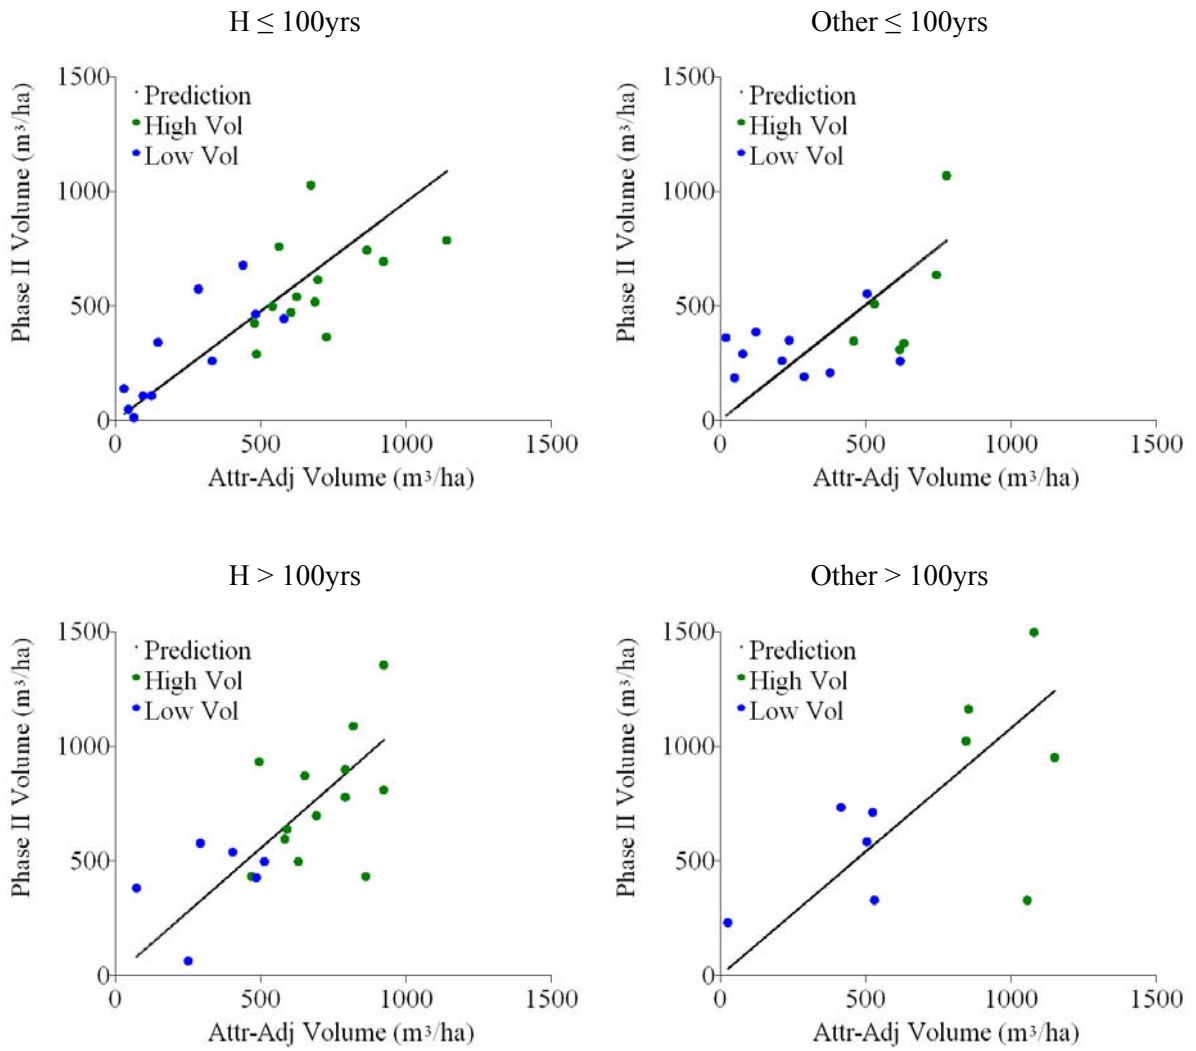 H ≤ 100yrs
Phase II Volume (m³/ha)
1500
1000
500
0
Prediction
High Vol
Low Vol
0 500 1000 1500
Attr-Adj Volume (m³/ha)
Other ≤ 100yrs
Phase II Volume (m³/ha)
1500
1000
500
0
Prediction
High Vol
Low Vol
0 500 1000 1500
Attr-Adj Volume (m³/ha)
H > 100yrs
Phase II Volume (m³/ha)
1500
1000
500
0
Prediction
High Vol
Low Vol
0 500 1000 1500
Attr-Adj Volume (m³/ha)
Other > 100yrs
Phase II Volume (m³/ha)
1500
1000
500
0
Prediction
High Vol
Low Vol
0 500 1000 1500
Attr-Adj Volume (m³/ha)